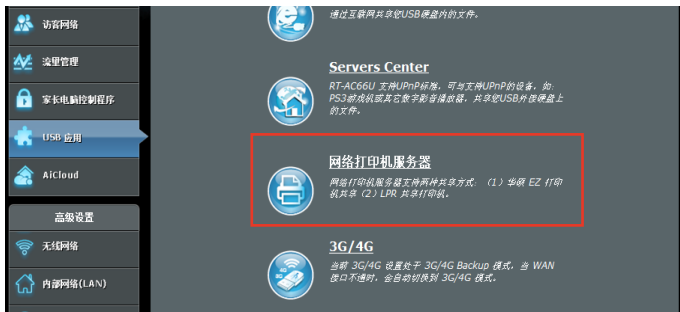 访客网络
流量管理
家长电脑控制程序
USB 应用
AiCloud
高级设置
无线网络
内部网络(LAN)
通过互联网共享您USB硬盘内的文件。
Servers Center
RT-AC66U 支持UPnP标准，可与支持UPnP的设备，如:
PS3游戏机或其它数字影音播放器，共享您USB外接硬盘上
的文件。
网络打印机服务器
网络打印机服务器支持两种共享方式: （1）华硕 EZ 打印
机共享（2）LPR 共享打印机。
3G/4G
当前 3G/4G 设置处于 3G/4G Backup 模式，当 WAN
接口不通时，会自动切换到 3G/4G 模式。